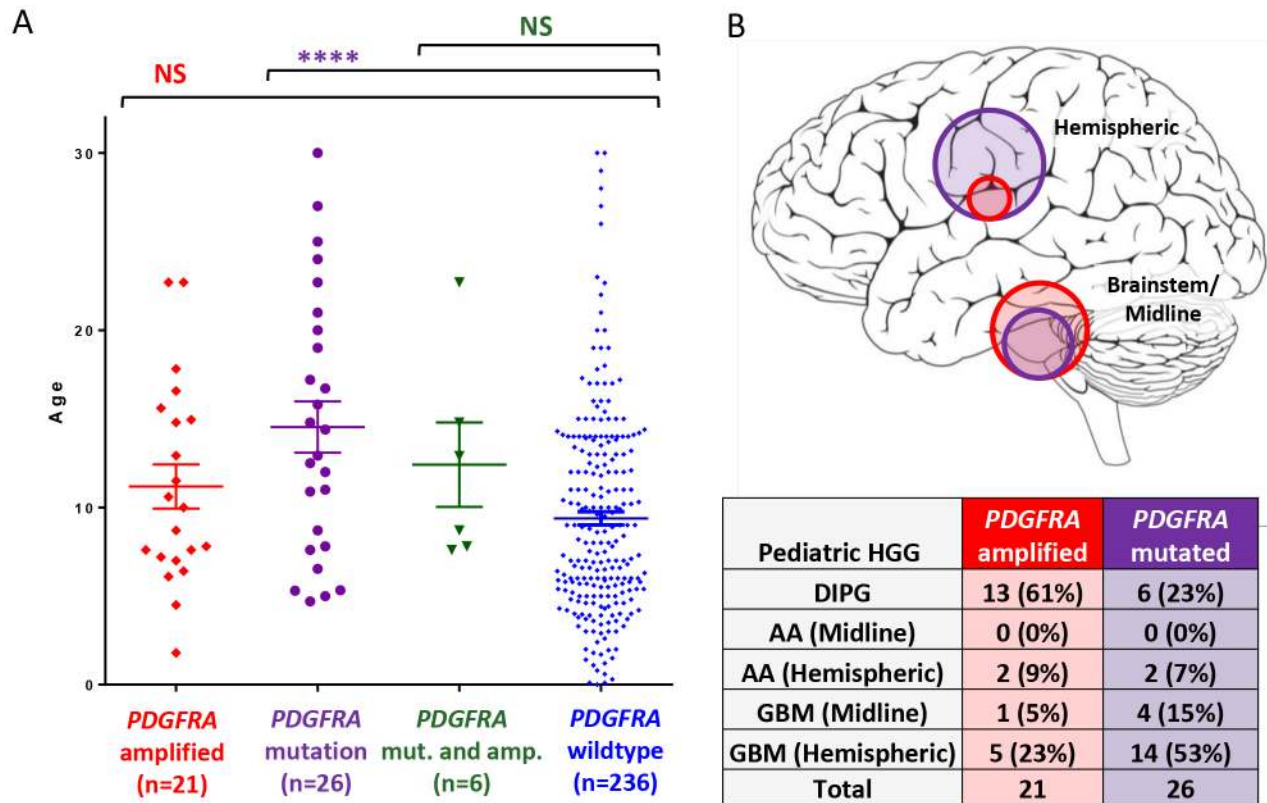 A
NS
****
NS
Age
30
20
10
0
PDGFRA
amplified
(n=21)
PDGFRA
mutation
(n=26)
PDGFRA
mut. and amp.
(n=6)
PDGFRA
wildtype
(n=236)
B
Hemispheric
Brainstem/
Midline
Pediatric HGG PDGFRA amplified PDGFRA mutated
DIPG 13 (61%) 6 (23%)
AA (Midline) 0 (0%) 0 (0%)
AA (Hemispheric) 2 (9%) 2 (7%)
GBM (Midline) 1 (5%) 4 (15%)
GBM (Hemispheric) 5 (23%) 14 (53%)
Total 21 26